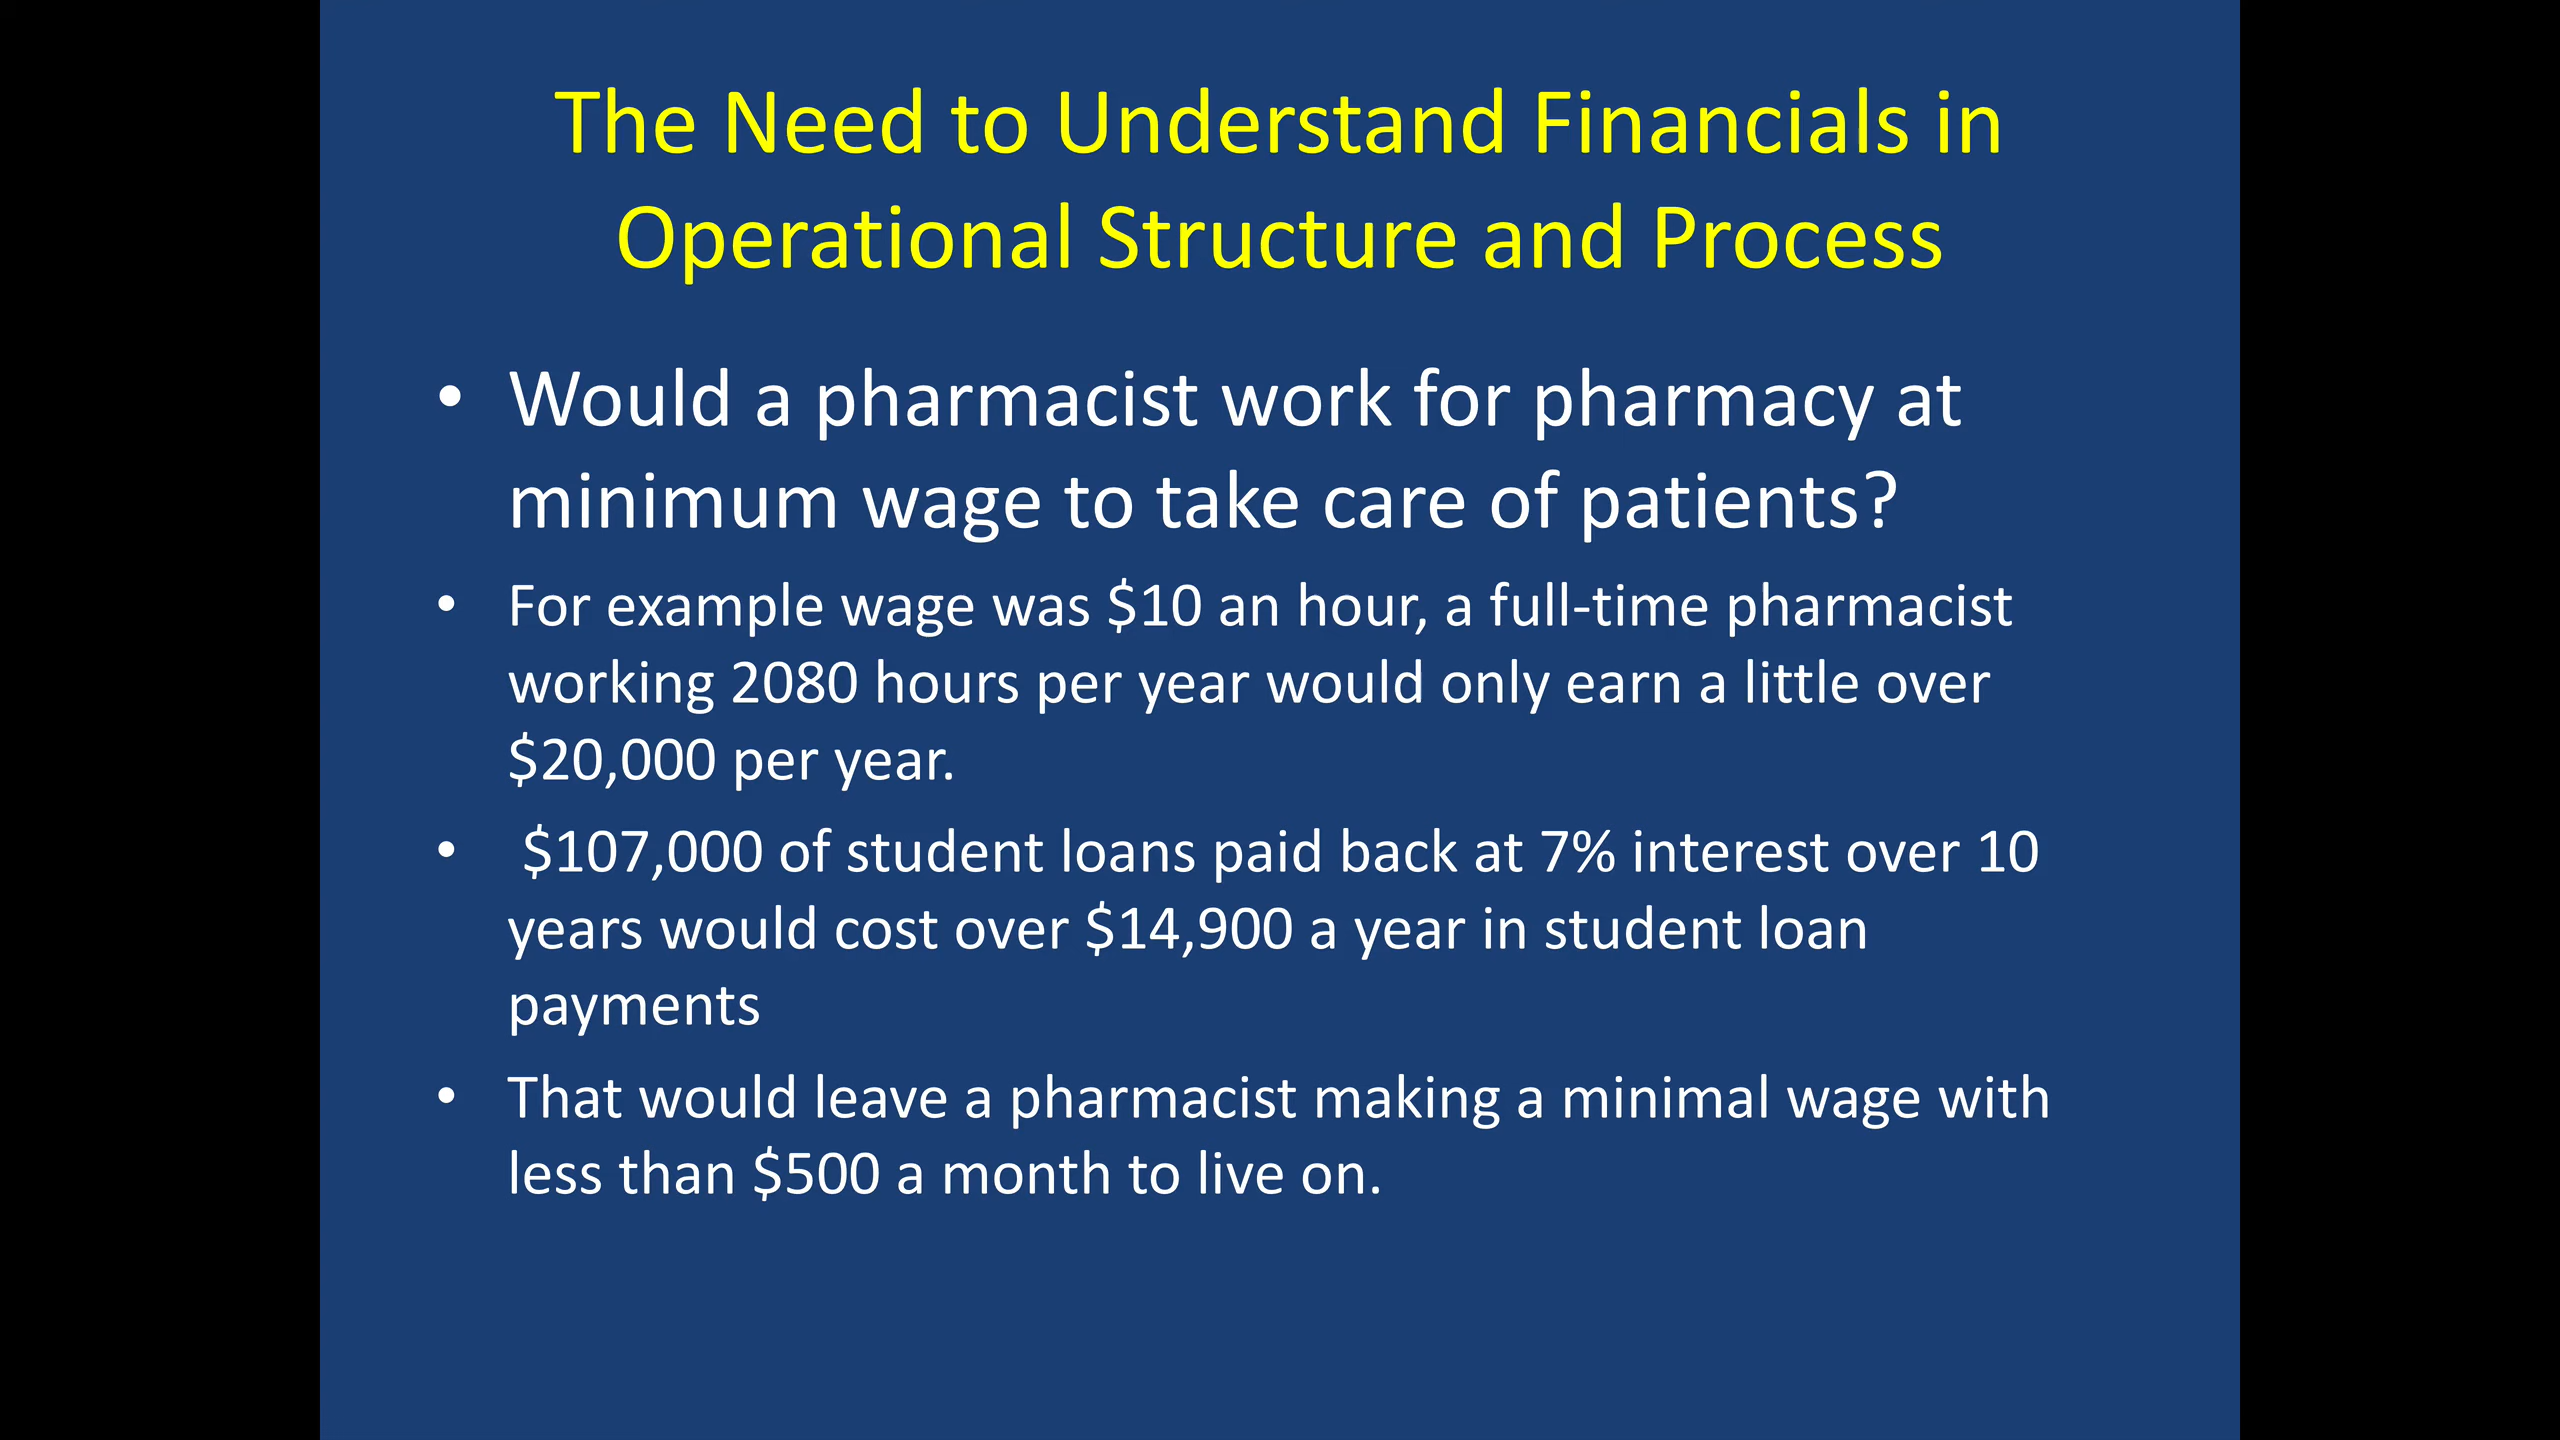 The Need to Understand Financials in
Operational Structure and Process
• Would a pharmacist work for pharmacy at
minimum wage to take care of patients?
• For example wage was $10 an hour, a full-time pharmacist
working 2080 hours per year would only earn a little over
$20,000 per year.
• $107,000 of student loans paid back at 7% interest over 10
years would cost over $14,900 a year in student loan
payments
• That would leave a pharmacist making a minimal wage with
less than $500 a month to live on.